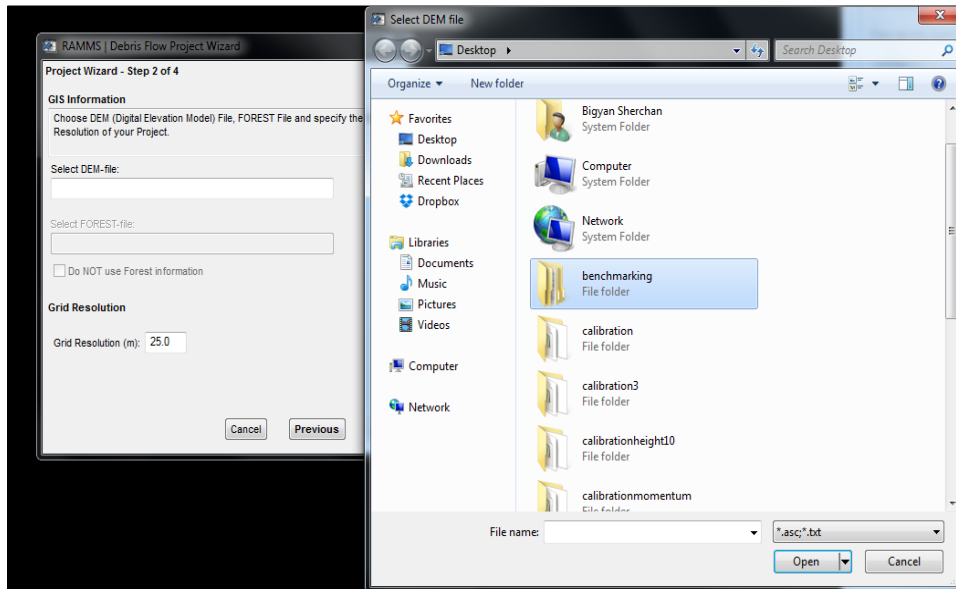 RAMMS | Debris Flow Project Wizard
Project Wizard - Step 2 of 4
GIS Information
Choose DEM (Digital Elevation Model) File, FOREST File and specify the
Resolution of your Project.
Select DEM-file:
Select FOREST-file:
Do NOT use Forest information
Grid Resolution
Grid Resolution (m): 25.0
Cancel
Previous
Select DEM file
Desktop
Search Desktop
Organize
New folder
Favorites
Desktop
Downloads
Recent Places
Dropbox
Libraries
Documents
Music
Pictures
Videos
Computer
Network
Bigyan Sherchan
System Folder
Computer
System Folder
Network
System Folder
benchmarking
File folder
calibration
File folder
calibration3
File folder
calibrationheight10
File folder
calibrationmomentum
File folder
File name:
*.asc;*.txt
Open
Cancel